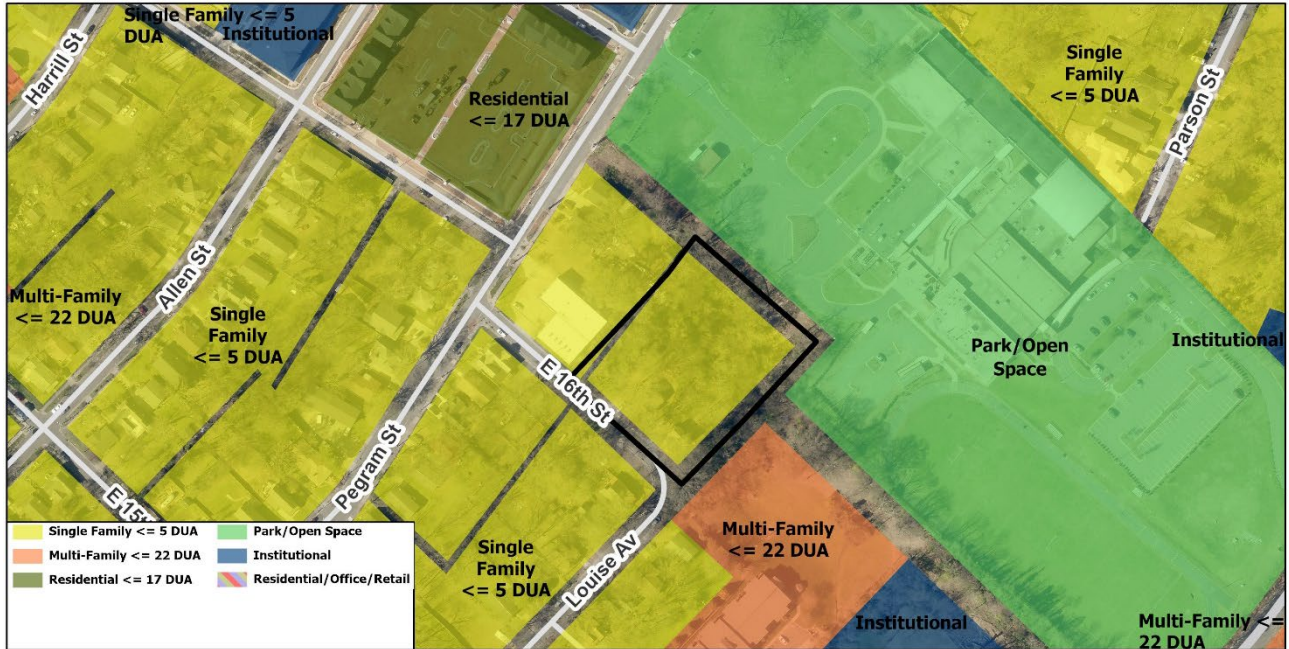 Single Family <= 5
DUA
Institutional
Harrill St
Residential
<= 17 DUA
Single
Family
<= 5 DUA
Parson St
Multi-Family
<= 22 DUA
Allen St
Single
Family
<= 5 DUA
Pegram St
E 16th St
Park/Open
Space
Institutional
E 15th
Single
Family
<= 5 DUA
Louise Av
Multi-Family
<= 22 DUA
Institutional
Multi-Family <=
22 DUA
Single Family <= 5 DUA
Park/Open Space
Multi-Family <= 22 DUA
Institutional
Residential <= 17 DUA
Residential/Office/Retail